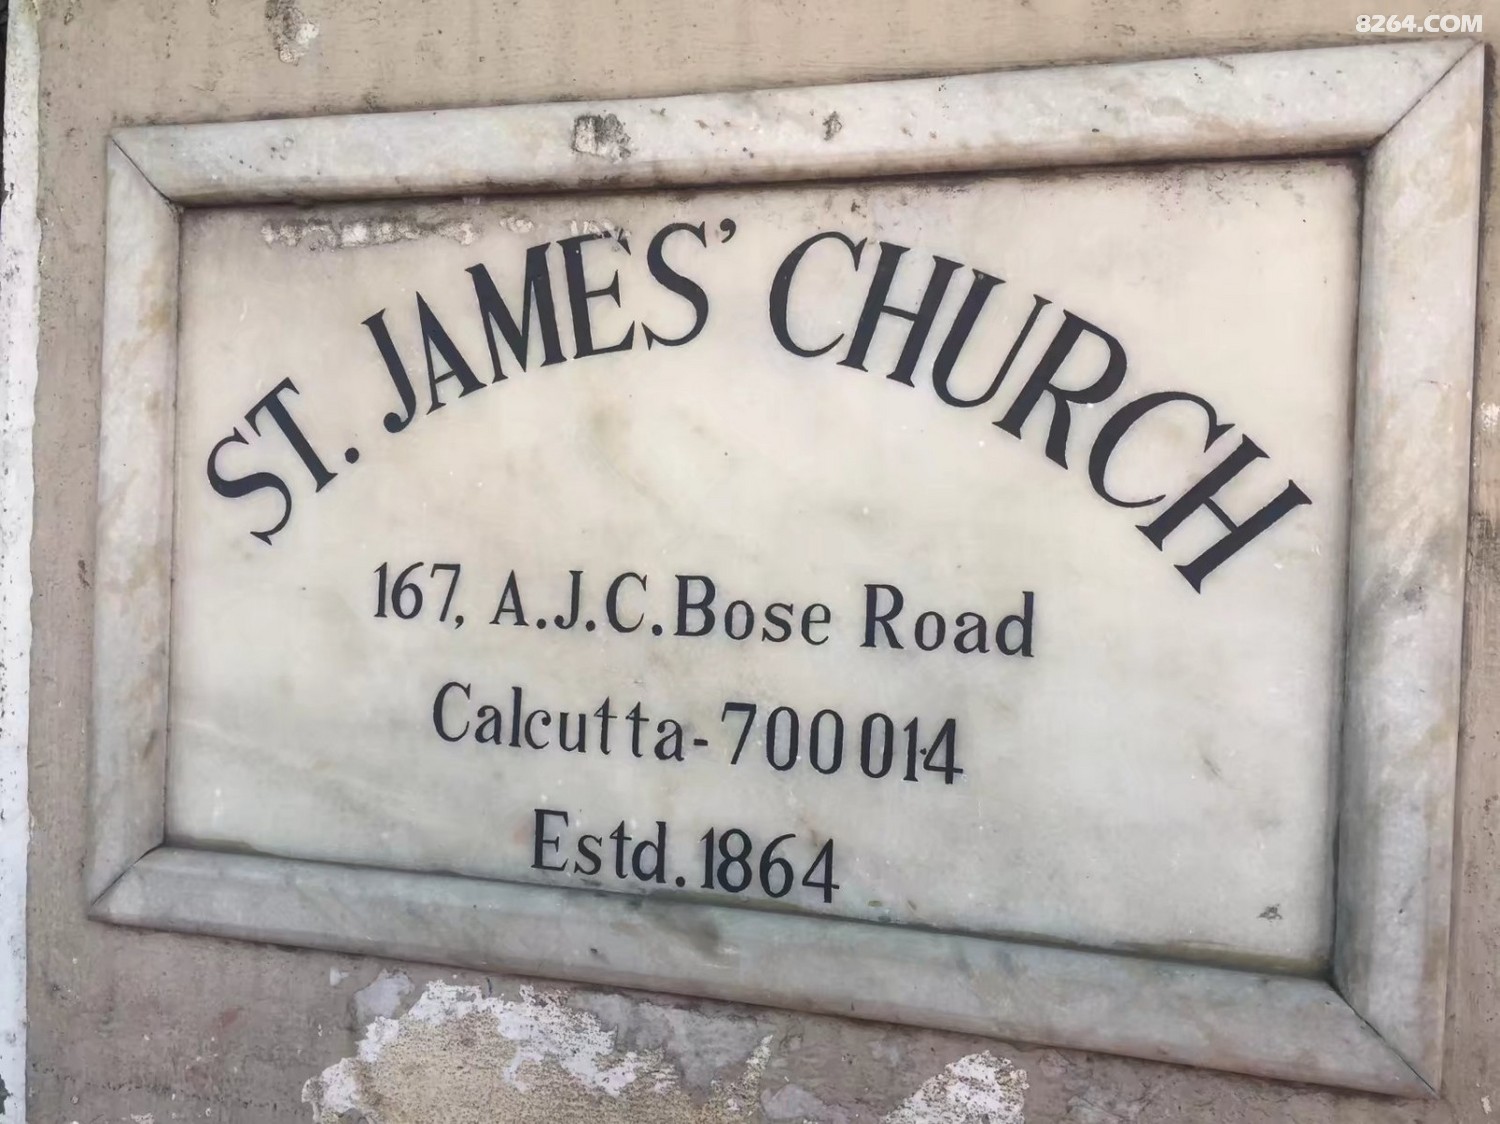 8264.COM
ST. JAMES' CHURCH
167, A.J.C. Bose Road
Calcutta-700014
Estd. 1864